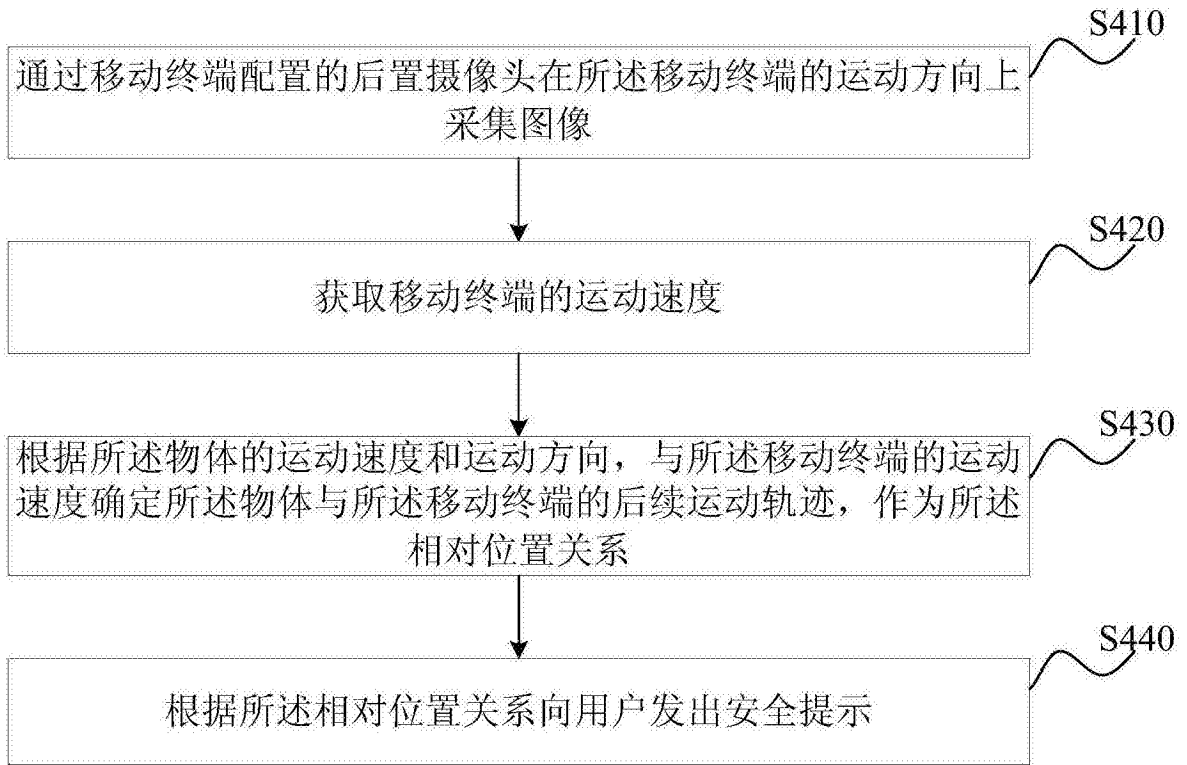 S410
通过移动终端配置的后置摄像头在所述移动终端的运动方向上
采集图像
S420
获取移动终端的运动速度
S430
根据所述物体的运动速度和运动方向，与所述移动终端的运动
速度确定所述物体与所述移动终端的后续运动轨迹，作为所述
相对位置关系
S440
根据所述相对位置关系向用户发出安全提示